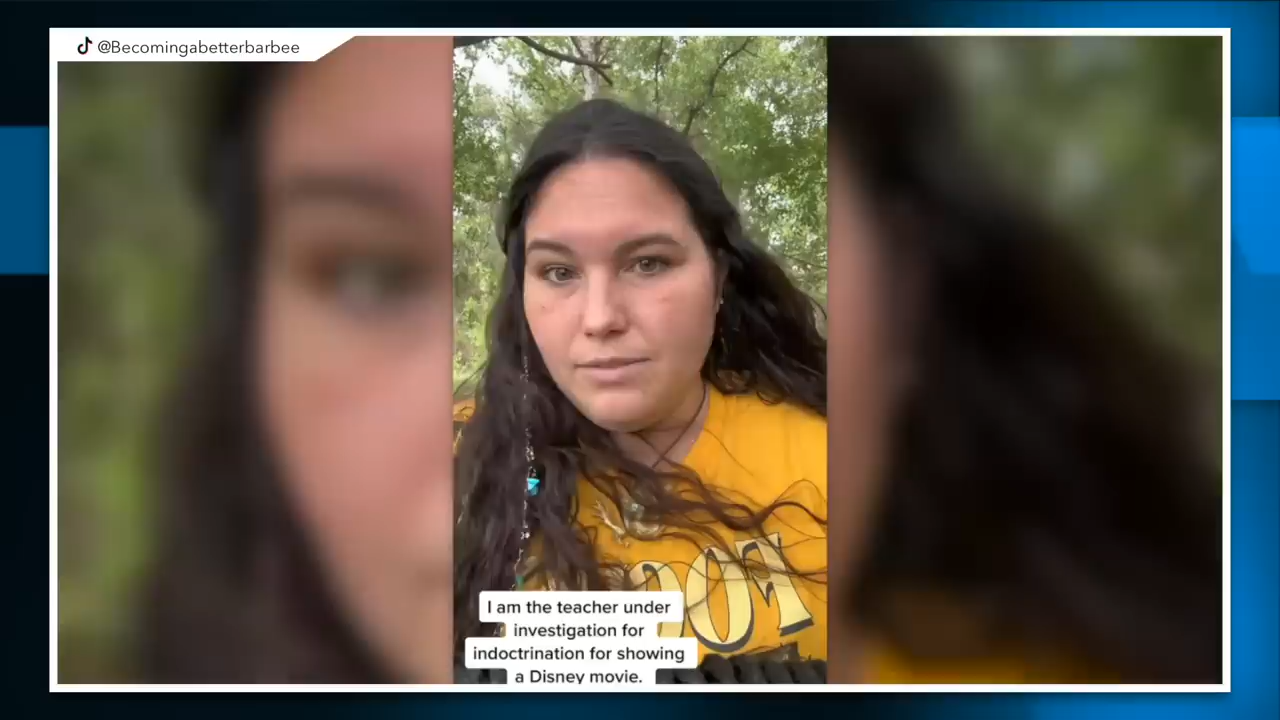 @Becomingabetterbarbee
I am the teacher under
investigation for
indoctrination for showing
a Disney movie.